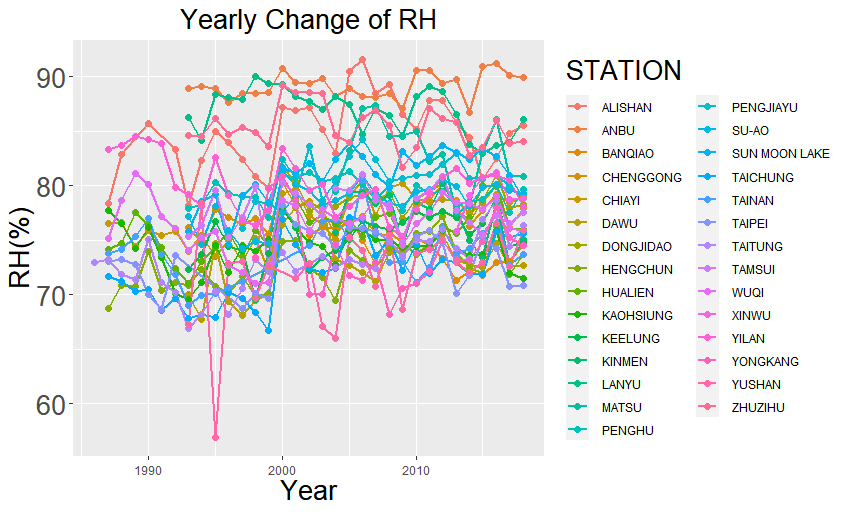 Yearly Change of RH
RH(%)
90
80
70
60
1990
2000
2010
Year
STATION
ALISHAN
ANBU
BANQIAO
CHENGGONG
CHIAYI
DAWU
DONGJIDAO
HENGCHUN
HUALIEN
KAOHSIUNG
KEELUNG
KINMEN
LANYU
MATSU
PENGHU
PENGJIAYU
SU-AO
SUN MOON LAKE
TAICHUNG
TAINAN
TAIPEI
TAITUNG
TAMSUI
WUQI
XINWU
YILAN
YONGKANG
YUSHAN
ZHUZIHU